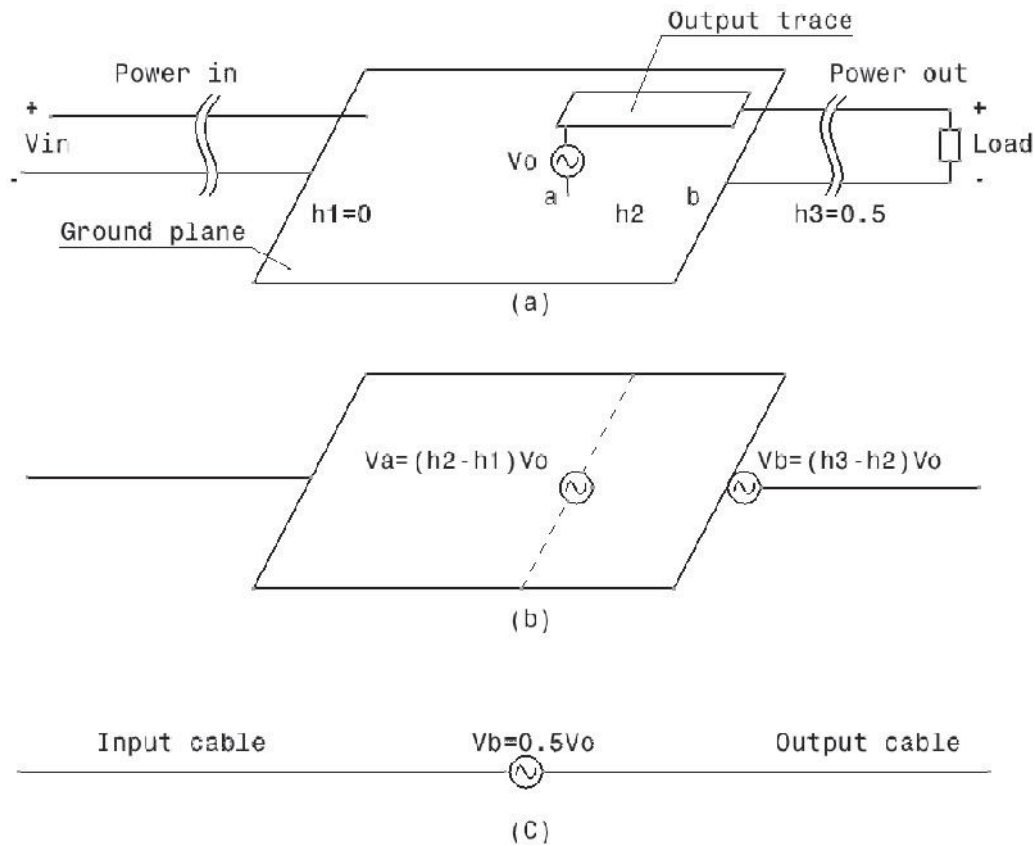 Output trace
Power in
Power out
+
+
Vin
Vo
Load
-
a
b
-
h1=0
h2
h3=0.5
Ground plane
(a)
Va=(h2-h1)Vo
Vb=(h3-h2)Vo
(b)
Input cable
Vb=0.5Vo
Output cable
(C)